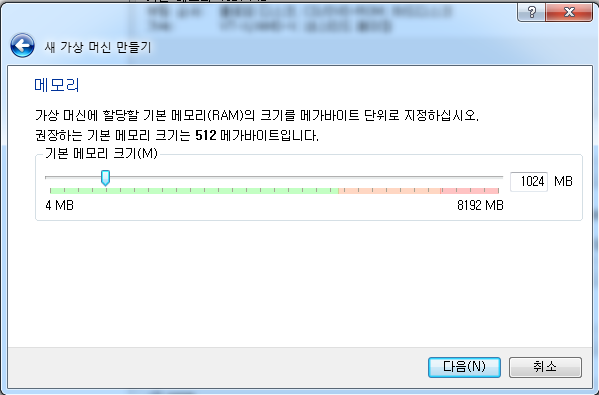 새 가상 머신 만들기
메모리
가상 머신에 할당할 기본 메모리(RAM)의 크기를 메가바이트 단위로 지정하십시오.
권장하는 기본 메모리 크기는 512 메가바이트입니다.
기본 메모리 크기(M)
1024 MB
4 MB 8192 MB
다음(N) 취소